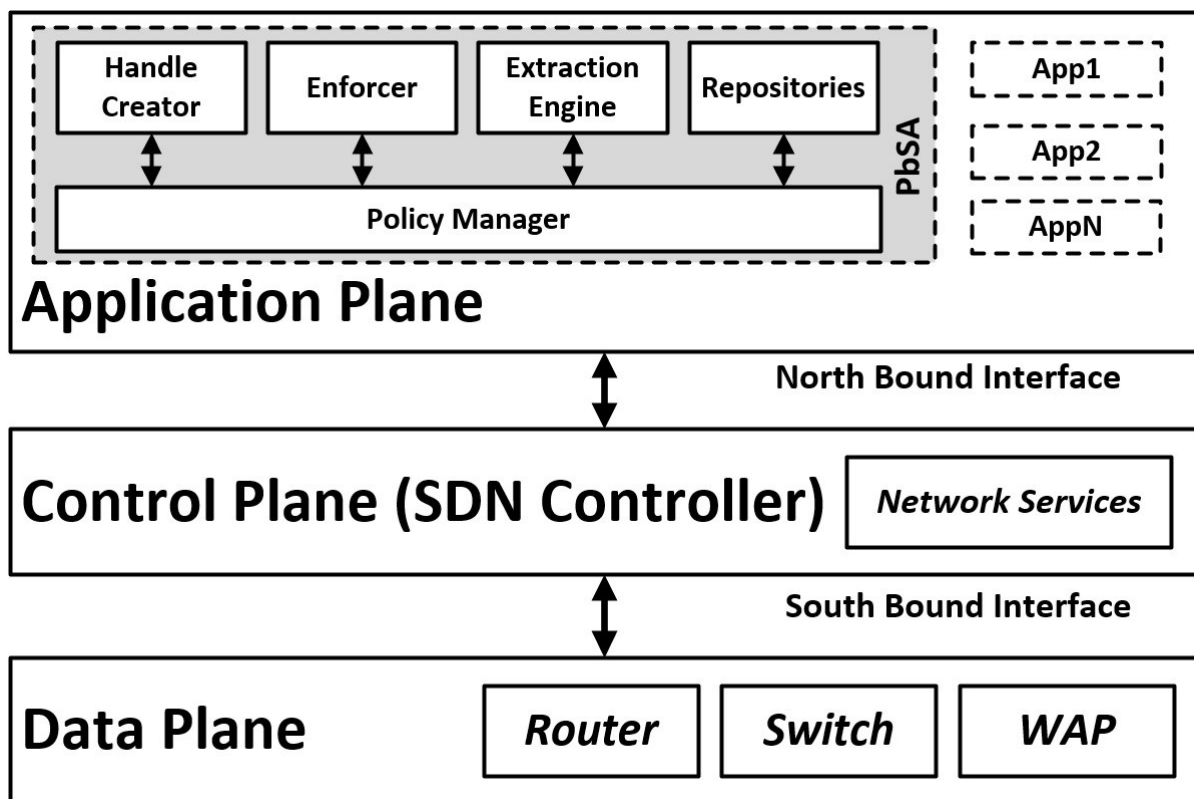 Handle
Creator
Enforcer
Extraction
Engine
Repositories
PbSA
App1
App2
AppN
Policy Manager
Application Plane
North Bound Interface
Control Plane (SDN Controller)
Network Services
South Bound Interface
Data Plane
Router
Switch
WAP